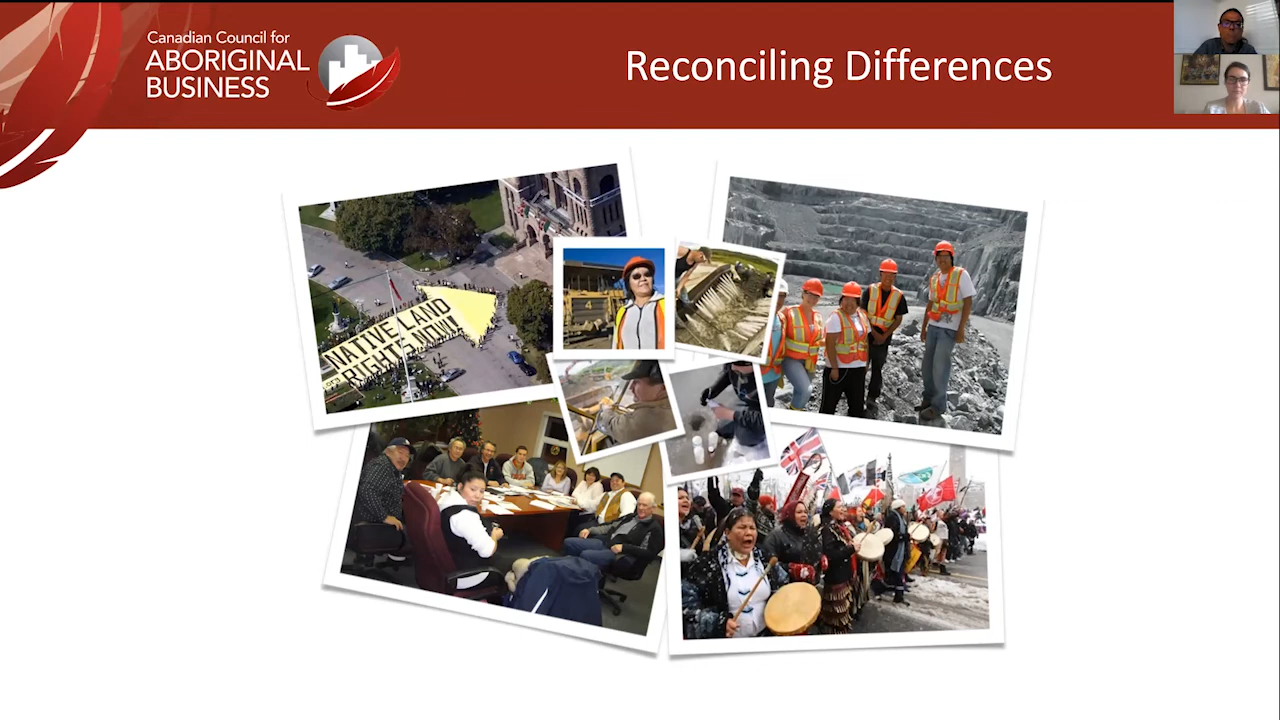 Canadian Council for
ABORIGINAL
BUSINESS
Reconciling Differences
NATIVE LAND
RIGHTS NOW!